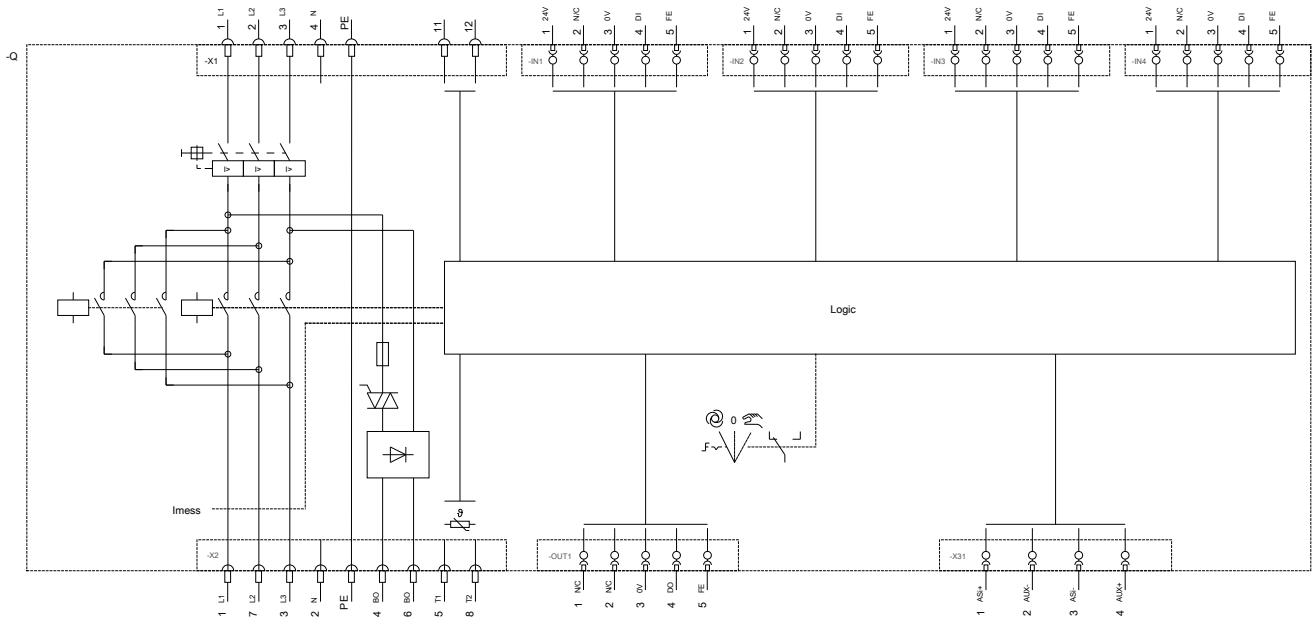 1 L1
2 L2
3 L3
4 N
PE
11
12
1 24V
2 N/C
3 0V
4 DI
5 FE
1 24V
2 N/C
3 0V
4 DI
5 FE
1 24V
2 N/C
3 0V
4 DI
5 FE
1 24V
2 N/C
3 0V
4 DI
5 FE
-Q
-X1
-IN1
-IN2
-IN3
-IN4
I>
I>
I>
Logic
0
Imess
ϑ
-X2
-OUT1
-X31
1 L1
7 L2
3 L3
2 N
PE
4 BO
6 BO
5 T1
8 T2
1 N/C
2 N/C
3 0V
4 DO
5 FE
1 ASI+
2 AUX-
3 ASI-
4 AUX+